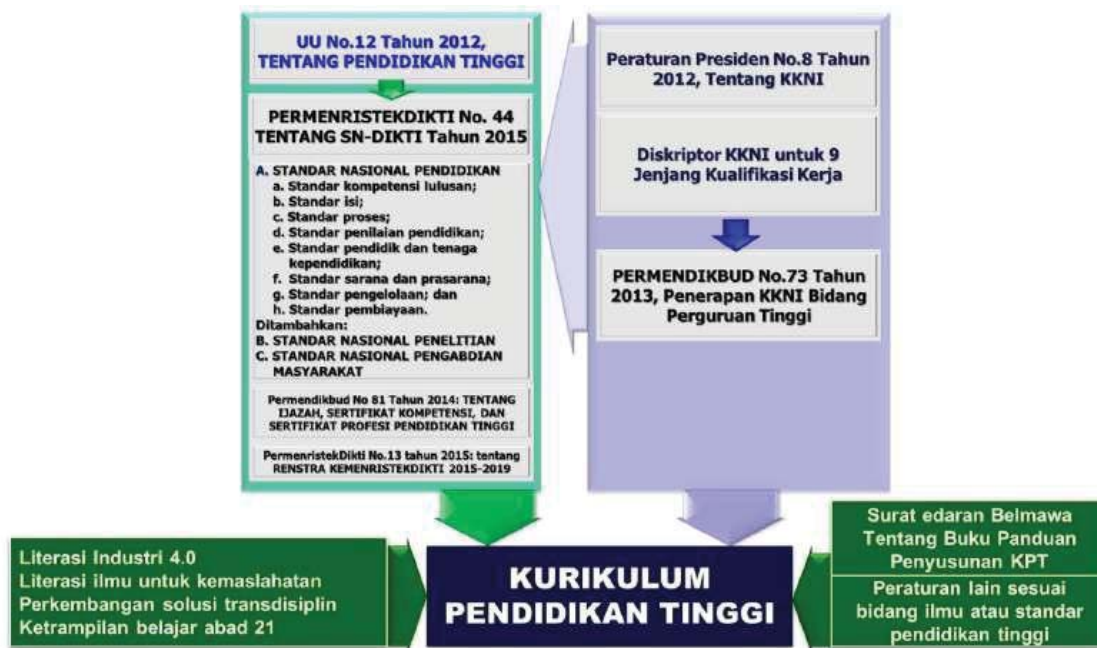 UU No.12 Tahun 2012,
TENTANG PENDIDIKAN TINGGI
PERMENRISTEKDIKTI No. 44
TENTANG SN-DIKTI Tahun 2015
A. STANDAR NASIONAL PENDIDIKAN
a. Standar kompetensi lulusan;
b. Standar isi;
c. Standar proses;
d. Standar penilaian pendidikan;
e. Standar pendidik dan tenaga
kependidikan;
f. Standar sarana dan prasarana;
g. Standar pengelolaan; dan
h. Standar pembiayaan.
Ditambahkan:
B. STANDAR NASIONAL PENELITIAN
C. STANDAR NASIONAL PENGABDIAN
MASYARAKAT
Permendikbud No 81 Tahun 2014: TENTANG
IJAZAH, SERTIFIKAT KOMPETENSI, DAN
SERTIFIKAT PROFESI PENDIDIKAN TINGGI
PermenristekDikti No.13 tahun 2015: tentang
RENSTRA KEMENRISTEKDIKTI 2015-2019
Peraturan Presiden No.8 Tahun
2012, Tentang KKNI
Diskriptor KKNI untuk 9
Jenjang Kualifikasi Kerja
PERMENDIKBUD No.73 Tahun
2013, Penerapan KKNI Bidang
Perguruan Tinggi
Literasi Industri 4.0
Literasi ilmu untuk kemaslahatan
Perkembangan solusi transdisiplin
Ketrampilan belajar abad 21
KURIKULUM
PENDIDIKAN TINGGI
Surat edaran Belmawa
Tentang Buku Panduan
Penyusunan KPT
Peraturan lain sesuai
bidang ilmu atau standar
pendidikan tinggi